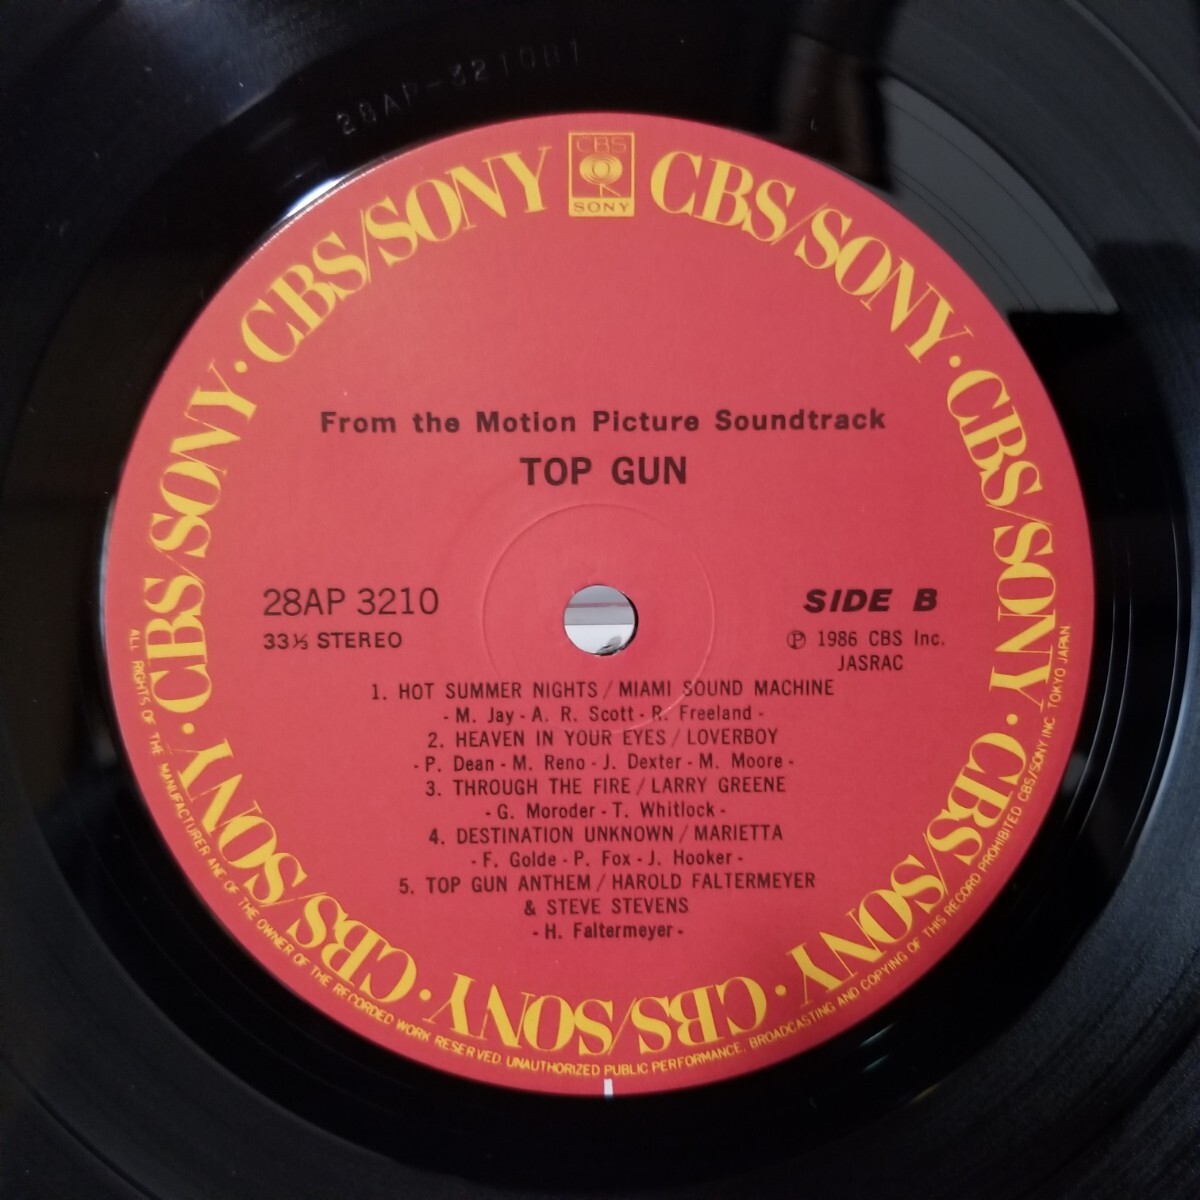 28AP-3210B1
CBS
SONY
CBS/SONY · CBS/SONY · CBS/SONY · CBS/SONY · CBS/SONY · CBS/SONY · CBS/SONY · CBS/SONY
From the Motion Picture Soundtrack
TOP GUN
28AP 3210
33⅓ STEREO
SIDE B
Ⓟ 1986 CBS Inc.
JASRAC
1. HOT SUMMER NIGHTS / MIAMI SOUND MACHINE
- M. Jay - A. R. Scott - R. Freeland -
2. HEAVEN IN YOUR EYES / LOVERBOY
- P. Dean - M. Reno - J. Dexter - M. Moore -
3. THROUGH THE FIRE / LARRY GREENE
- G. Moroder - T. Whitlock -
4. DESTINATION UNKNOWN / MARIETTA
- F. Golde - P. Fox - J. Hooker -
5. TOP GUN ANTHEM / HAROLD FALTERMEYER
& STEVE STEVENS
- H. Faltermeyer -
ALL RIGHTS OF THE MANUFACTURER ANE OF THE OWNER OF THE RECORDED WORK RESERVED. UNAUTHORIZED PUBLIC PERFORMANCE, BROADCASTING AND COPYING OF THIS RECORD PROHIBITED CBS/SONY INC. TOKYO JAPAN.